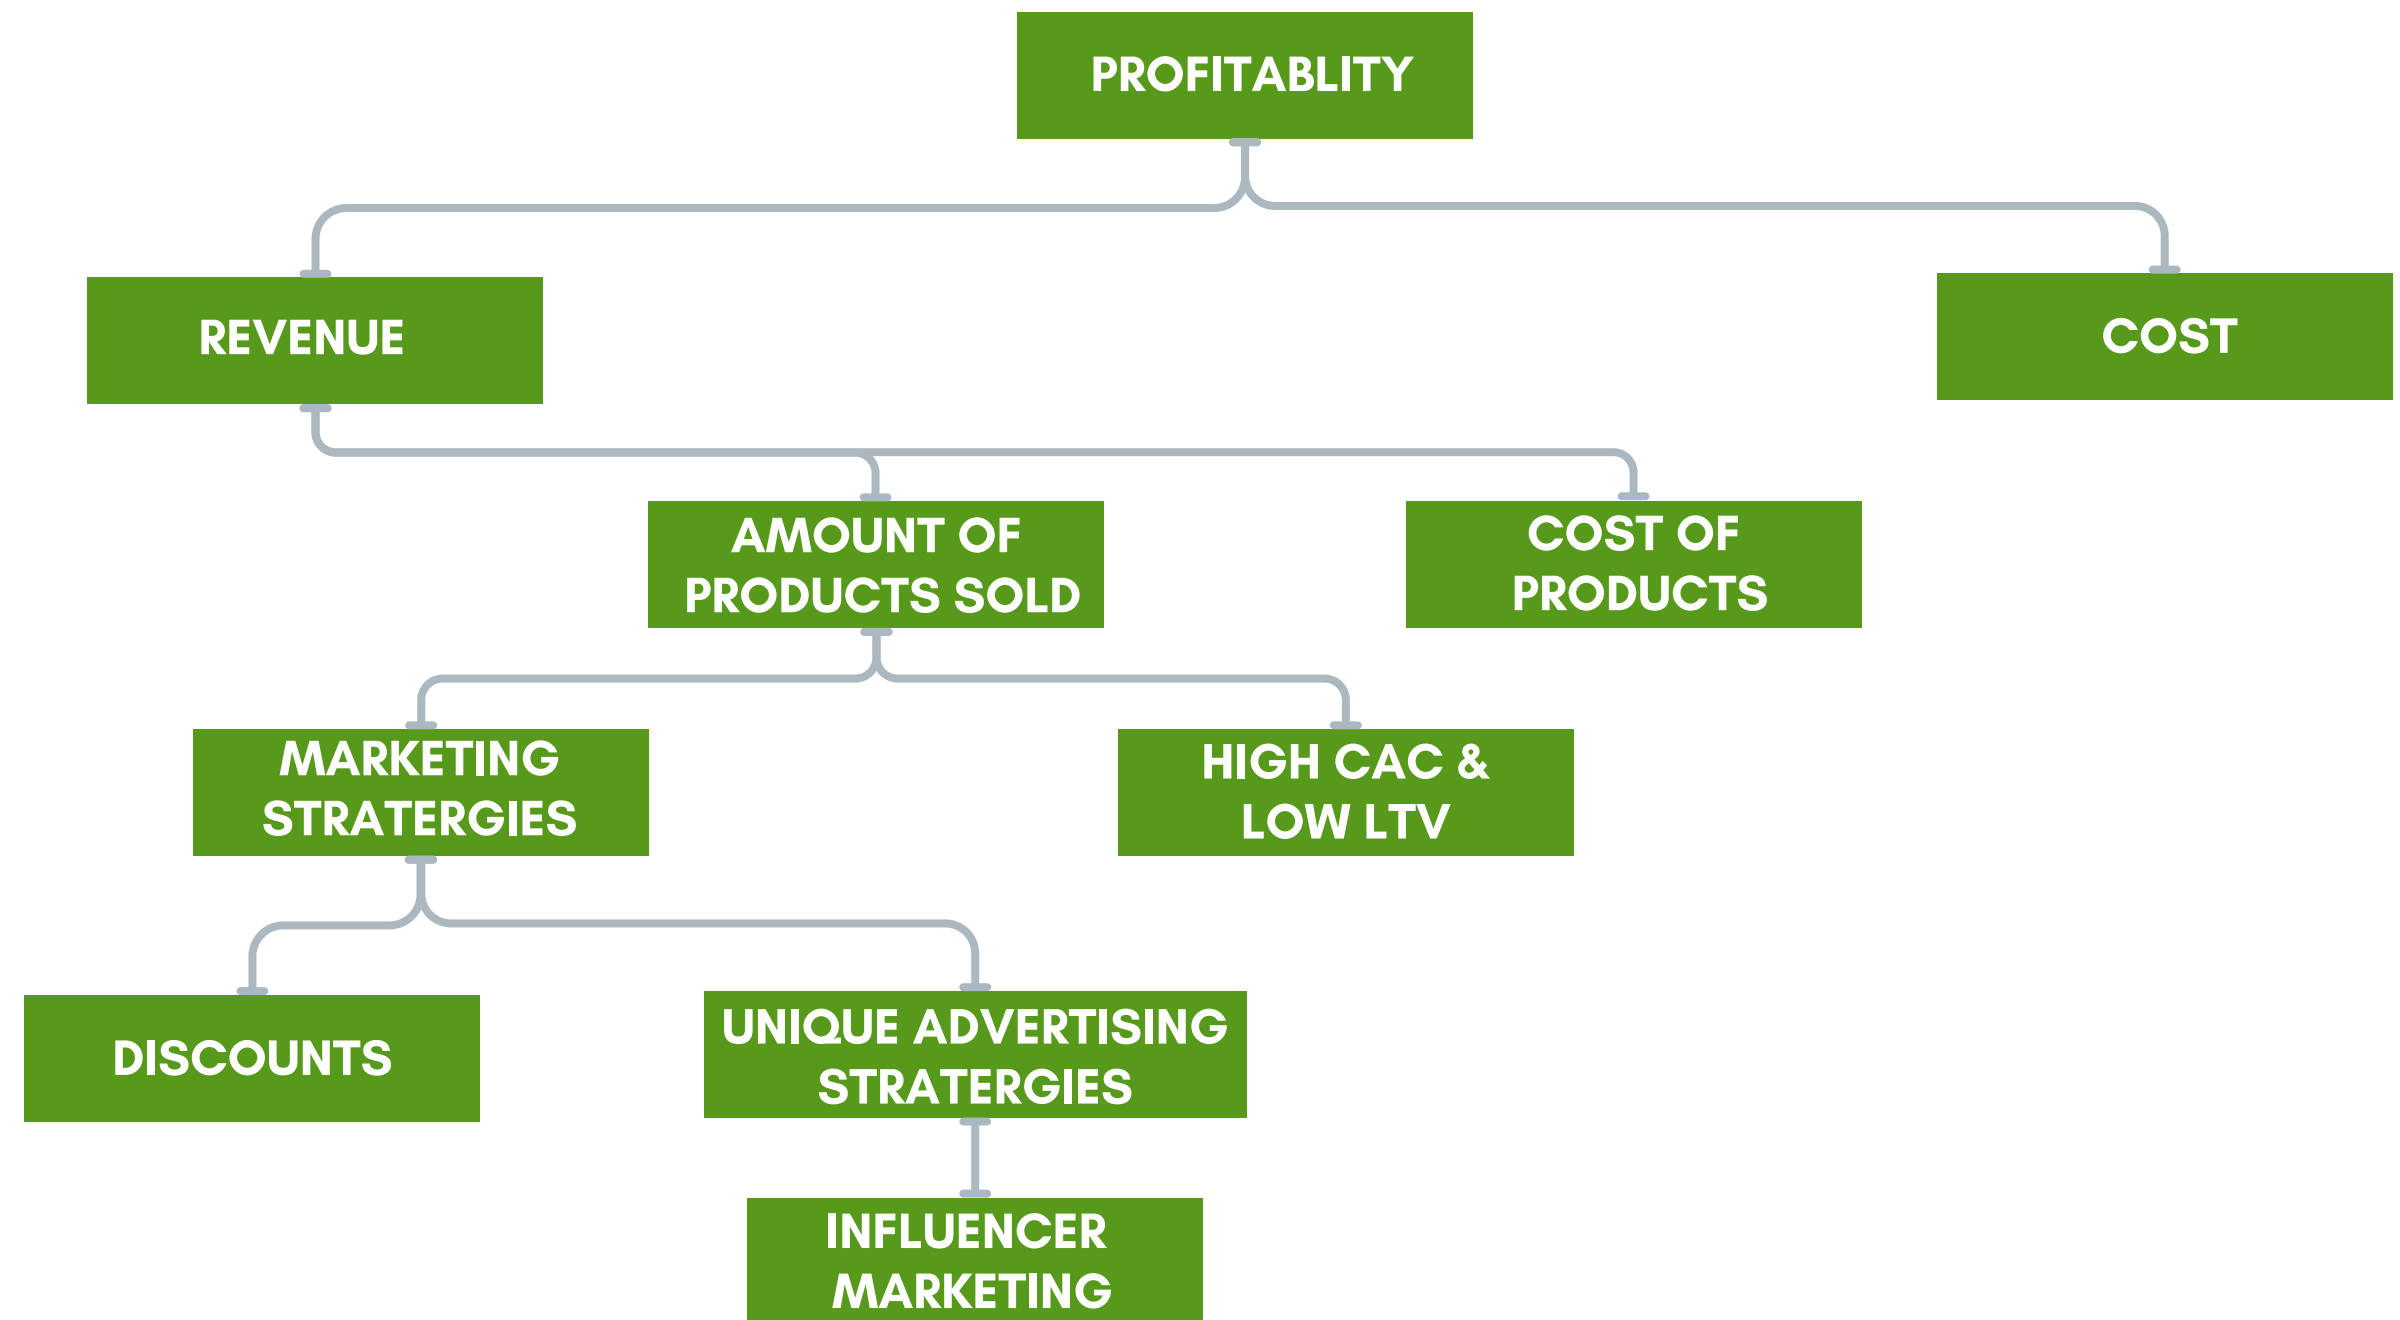 PROFITABLITY
REVENUE
COST
AMOUNT OF
PRODUCTS SOLD
COST OF
PRODUCTS
MARKETING
STRATERGIES
HIGH CAC &
LOW LTV
DISCOUNTS
UNIQUE ADVERTISING
STRATERGIES
INFLUENCER
MARKETING